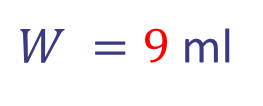 W = 9 ml